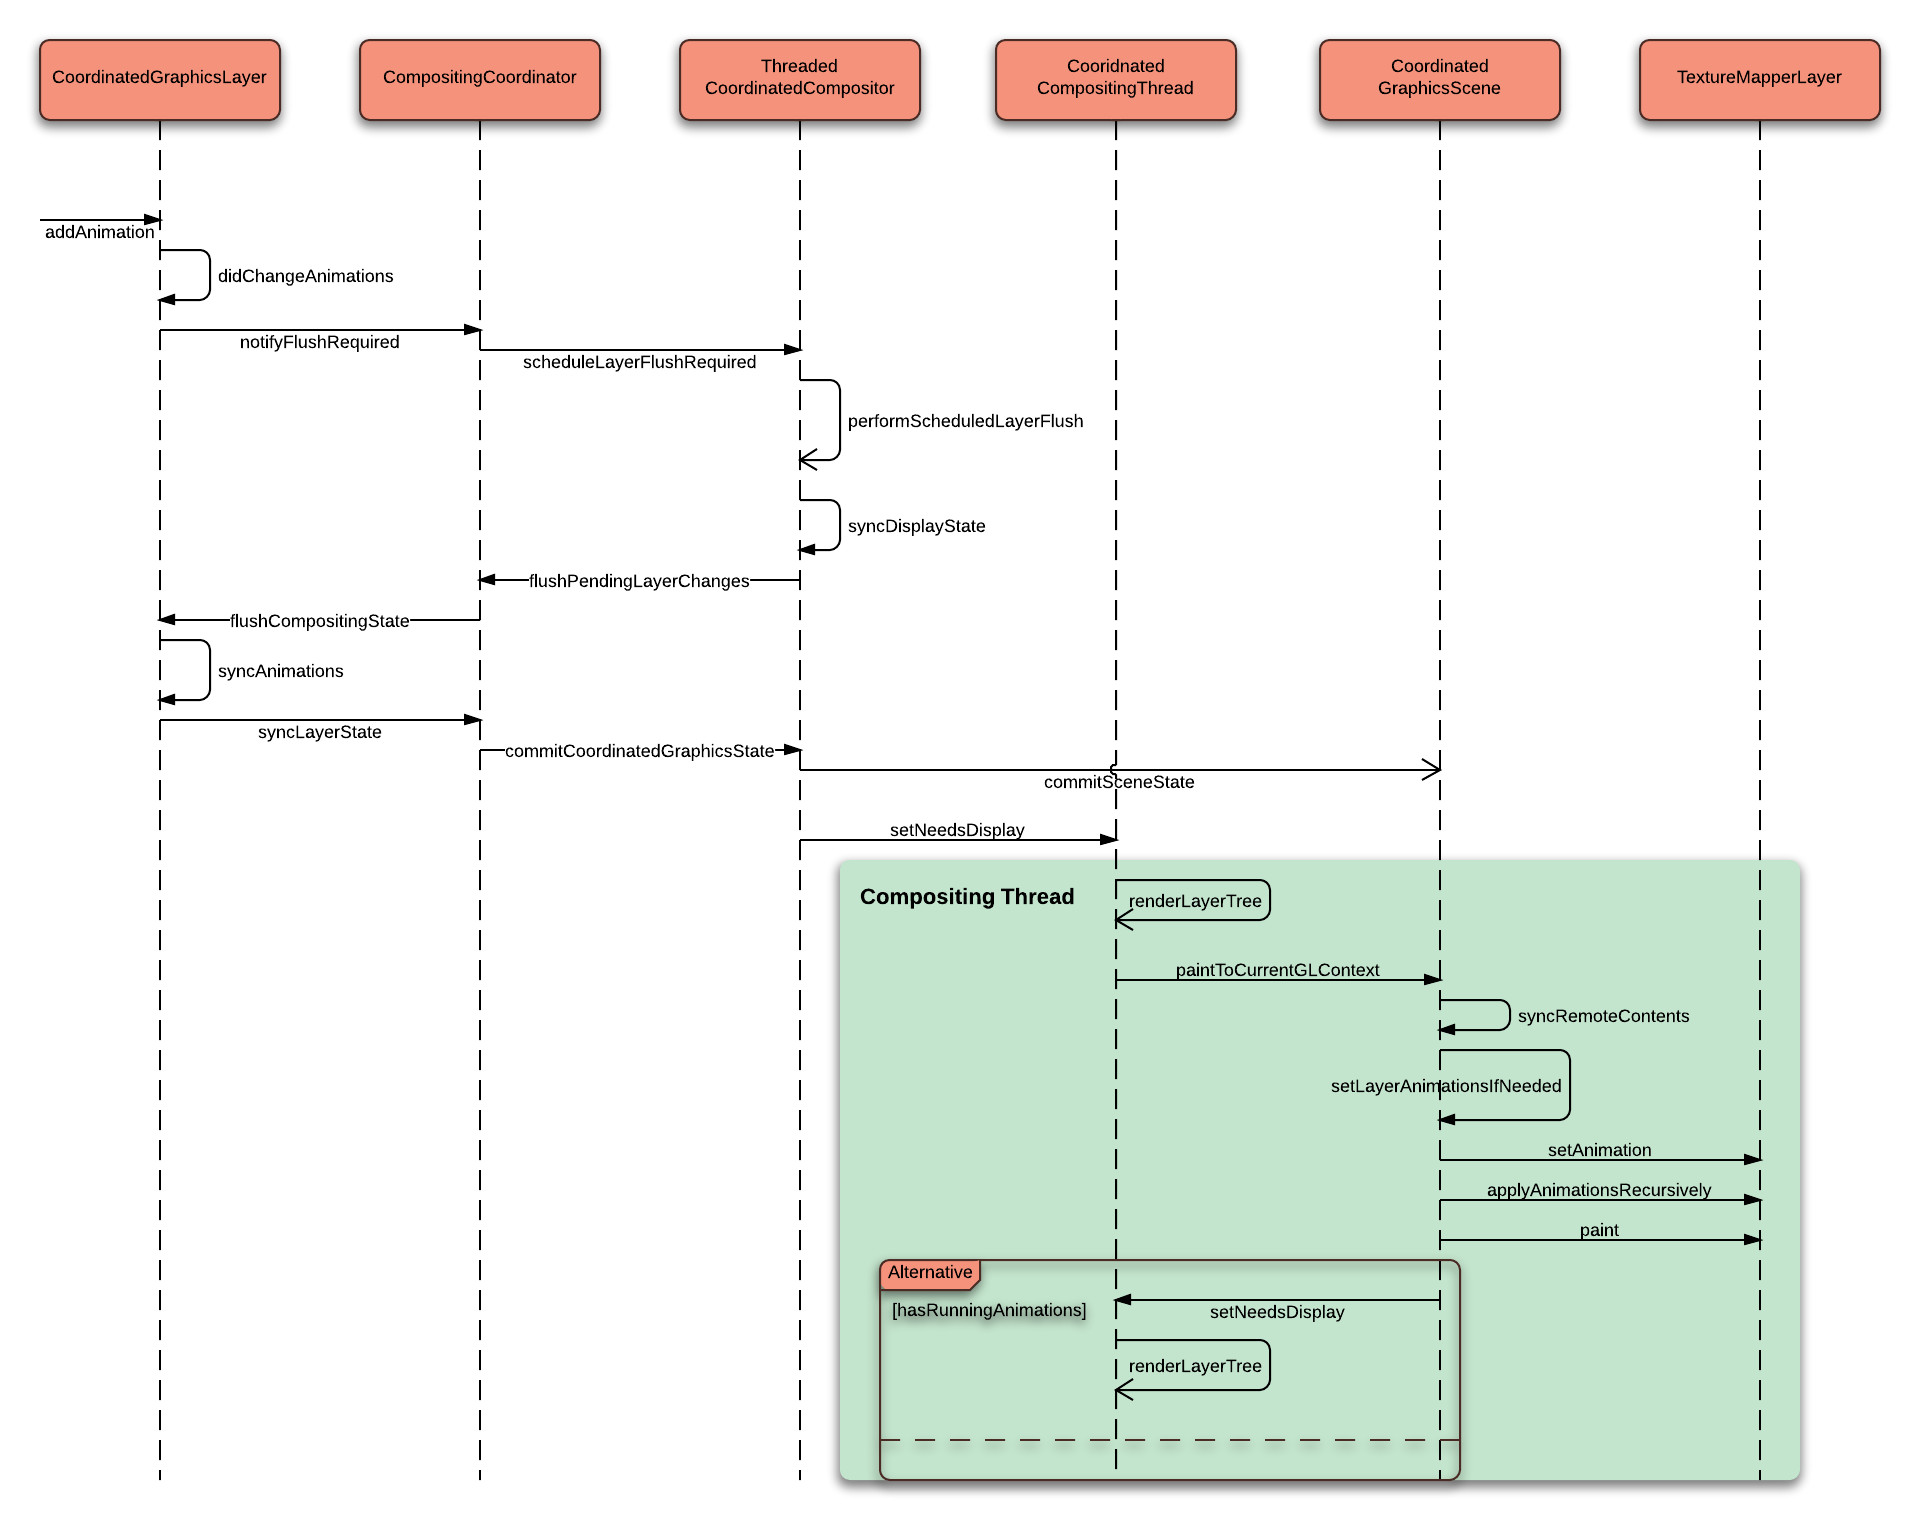 CoordinatedGraphicsLayer
CompositingCoordinator
Threaded
CoordinatedCompositor
Cooridnated
CompositingThread
Coordinated
GraphicsScene
TextureMapperLayer
addAnimation
didChangeAnimations
notifyFlushRequired
scheduleLayerFlushRequired
performScheduledLayerFlush
syncDisplayState
flushPendingLayerChanges
flushCompositingState
syncAnimations
syncLayerState
commitCoordinatedGraphicsState
commitSceneState
setNeedsDisplay
Compositing Thread
renderLayerTree
paintToCurrentGLContext
syncRemoteContents
setLayerAnimationsIfNeeded
setAnimation
applyAnimationsRecursively
paint
Alternative
[hasRunningAnimations]
setNeedsDisplay
renderLayerTree